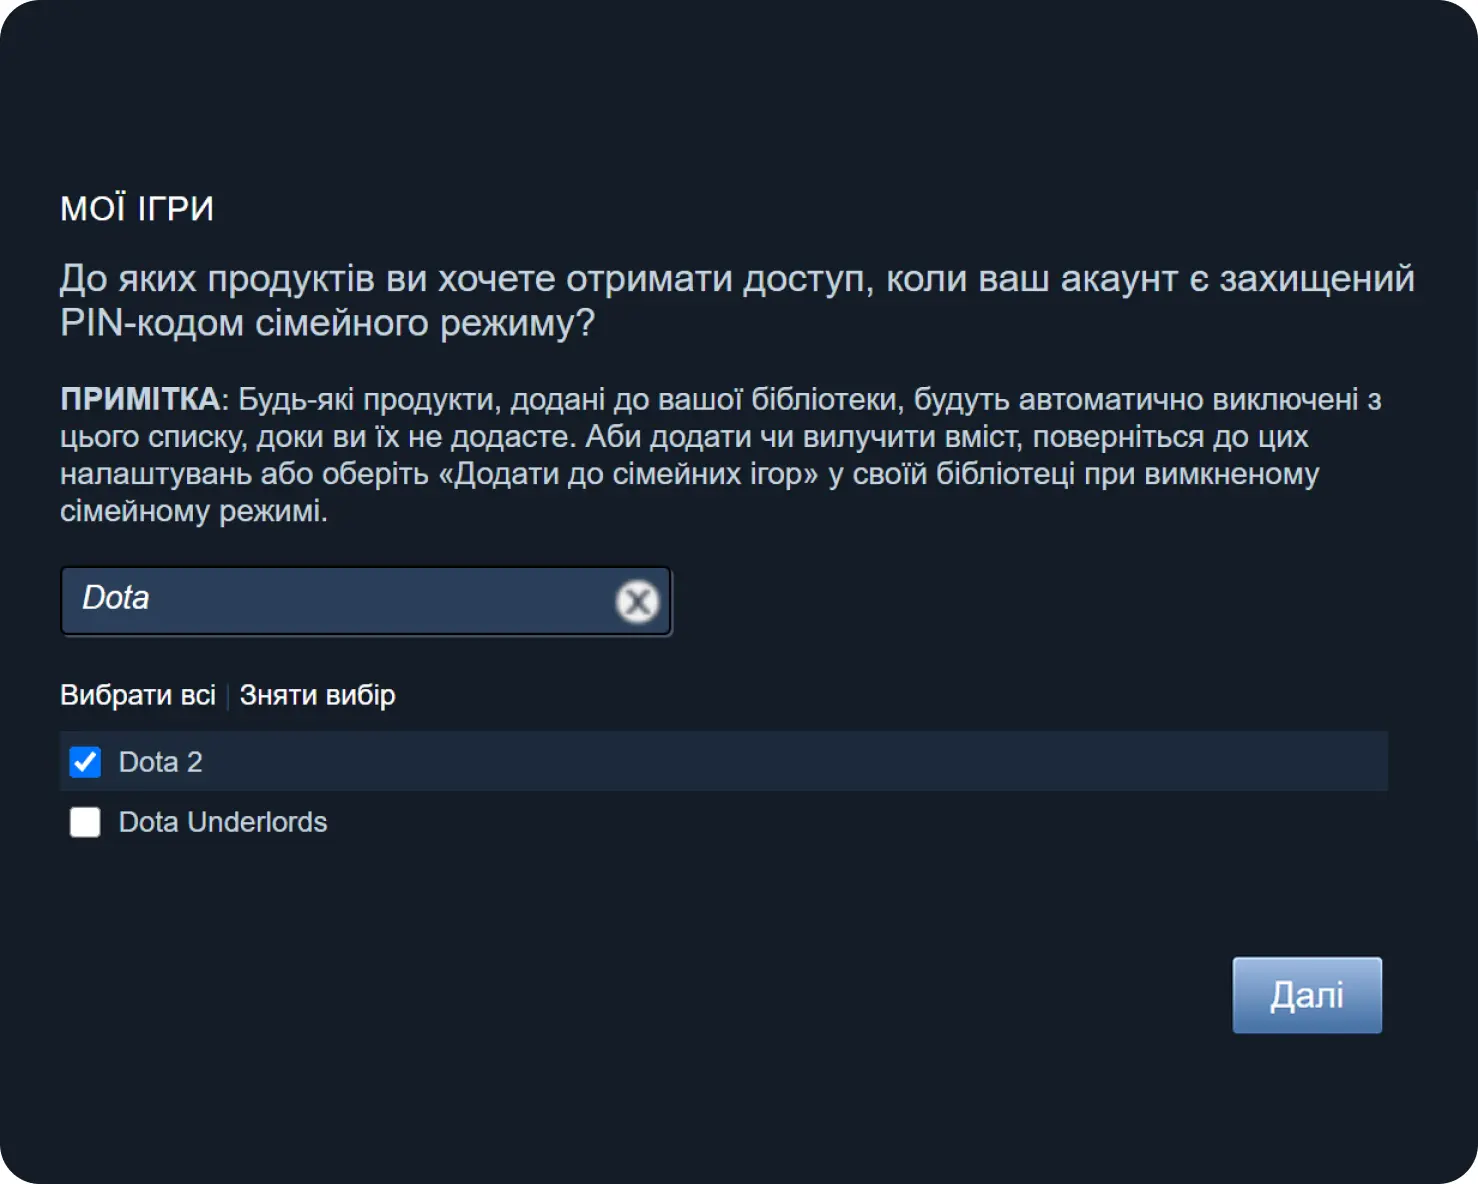 МОЇ ІГРИ
До яких продуктів ви хочете отримати доступ, коли ваш акаунт є захищений
PIN-кодом сімейного режиму?
ПРИМІТКА: Будь-які продукти, додані до вашої бібліотеки, будуть автоматично виключені з
цього списку, доки ви їх не додасте. Аби додати чи вилучити вміст, поверніться до цих
налаштувань або оберіть «Додати до сімейних ігор» у своїй бібліотеці при вимкненому
сімейному режимі.
Dota
Вибрати всі | Зняти вибір
Dota 2
Dota Underlords
Далі